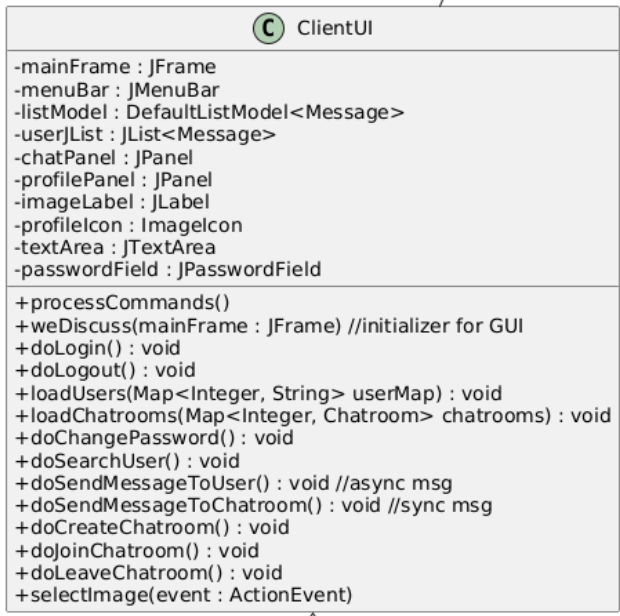 C ClientUI
-mainFrame : JFrame
-menuBar : JMenuBar
-listModel : DefaultListModel<Message>
-userJList : JList<Message>
-chatPanel : JPanel
-profilePanel : JPanel
-imageLabel : JLabel
-profileIcon : ImageIcon
-textArea : JTextArea
-passwordField : JPasswordField
+processCommands()
+weDiscuss(mainFrame : JFrame) //initializer for GUI
+doLogin() : void
+doLogout() : void
+loadUsers(Map<Integer, String> userMap) : void
+loadChatrooms(Map<Integer, Chatroom> chatrooms) : void
+doChangePassword() : void
+doSearchUser() : void
+doSendMessageToUser() : void //async msg
+doSendMessageToChatroom() : void //sync msg
+doCreateChatroom() : void
+doJoinChatroom() : void
+doLeaveChatroom() : void
+selectImage(event : ActionEvent)